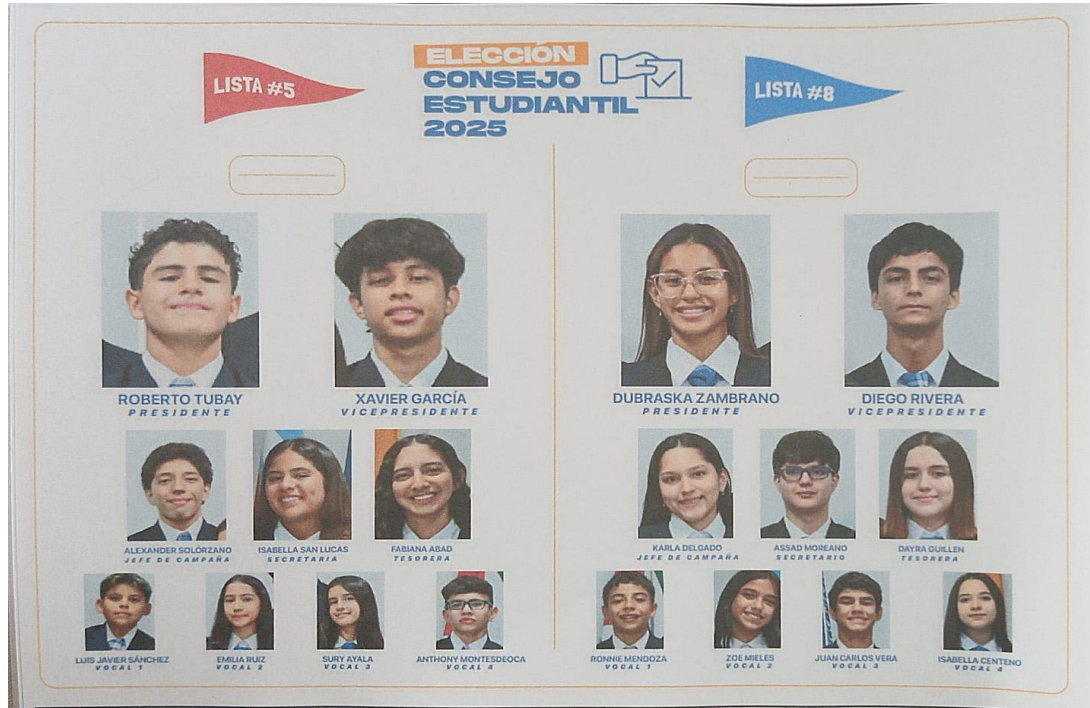 ELECCIÓN
CONSEJO
ESTUDIANTIL
2025
LISTA #5
ROBERTO TUBAY
PRESIDENTE
XAVIER GARCÍA
VICEPRESIDENTE
ALEXANDER SOLÓRZANO
JEFE DE CAMPAÑA
ISABELLA SAN LUCAS
SECRETARIA
FABIANA ABAD
TESORERA
LUIS JAVIER SÁNCHEZ
VOCAL 1
EMILIA RUIZ
VOCAL 2
SURY AYALA
VOCAL 3
ANTHONY MONTESDEOCA
VOCAL 4
LISTA #8
DUBRASKA ZAMBRANO
PRESIDENTE
DIEGO RIVERA
VICEPRESIDENTE
KARLA DELGADO
JEFE DE CAMPAÑA
ASSAD MOREANO
SECRETARIO
DAYRA GUILLEN
TESORERA
RONNIE MENDOZA
VOCAL 1
ZOE MIELES
VOCAL 2
JUAN CARLOS VERA
VOCAL 3
ISABELLA CENTENO
VOCAL 4